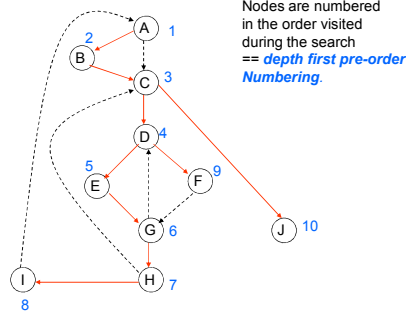 Nodes are numbered
in the order visited
during the search
== depth first pre-order
Numbering.
A 1
2
B
C 3
D
4
5
E
F 9
G 6
J 10
I
H 7
8